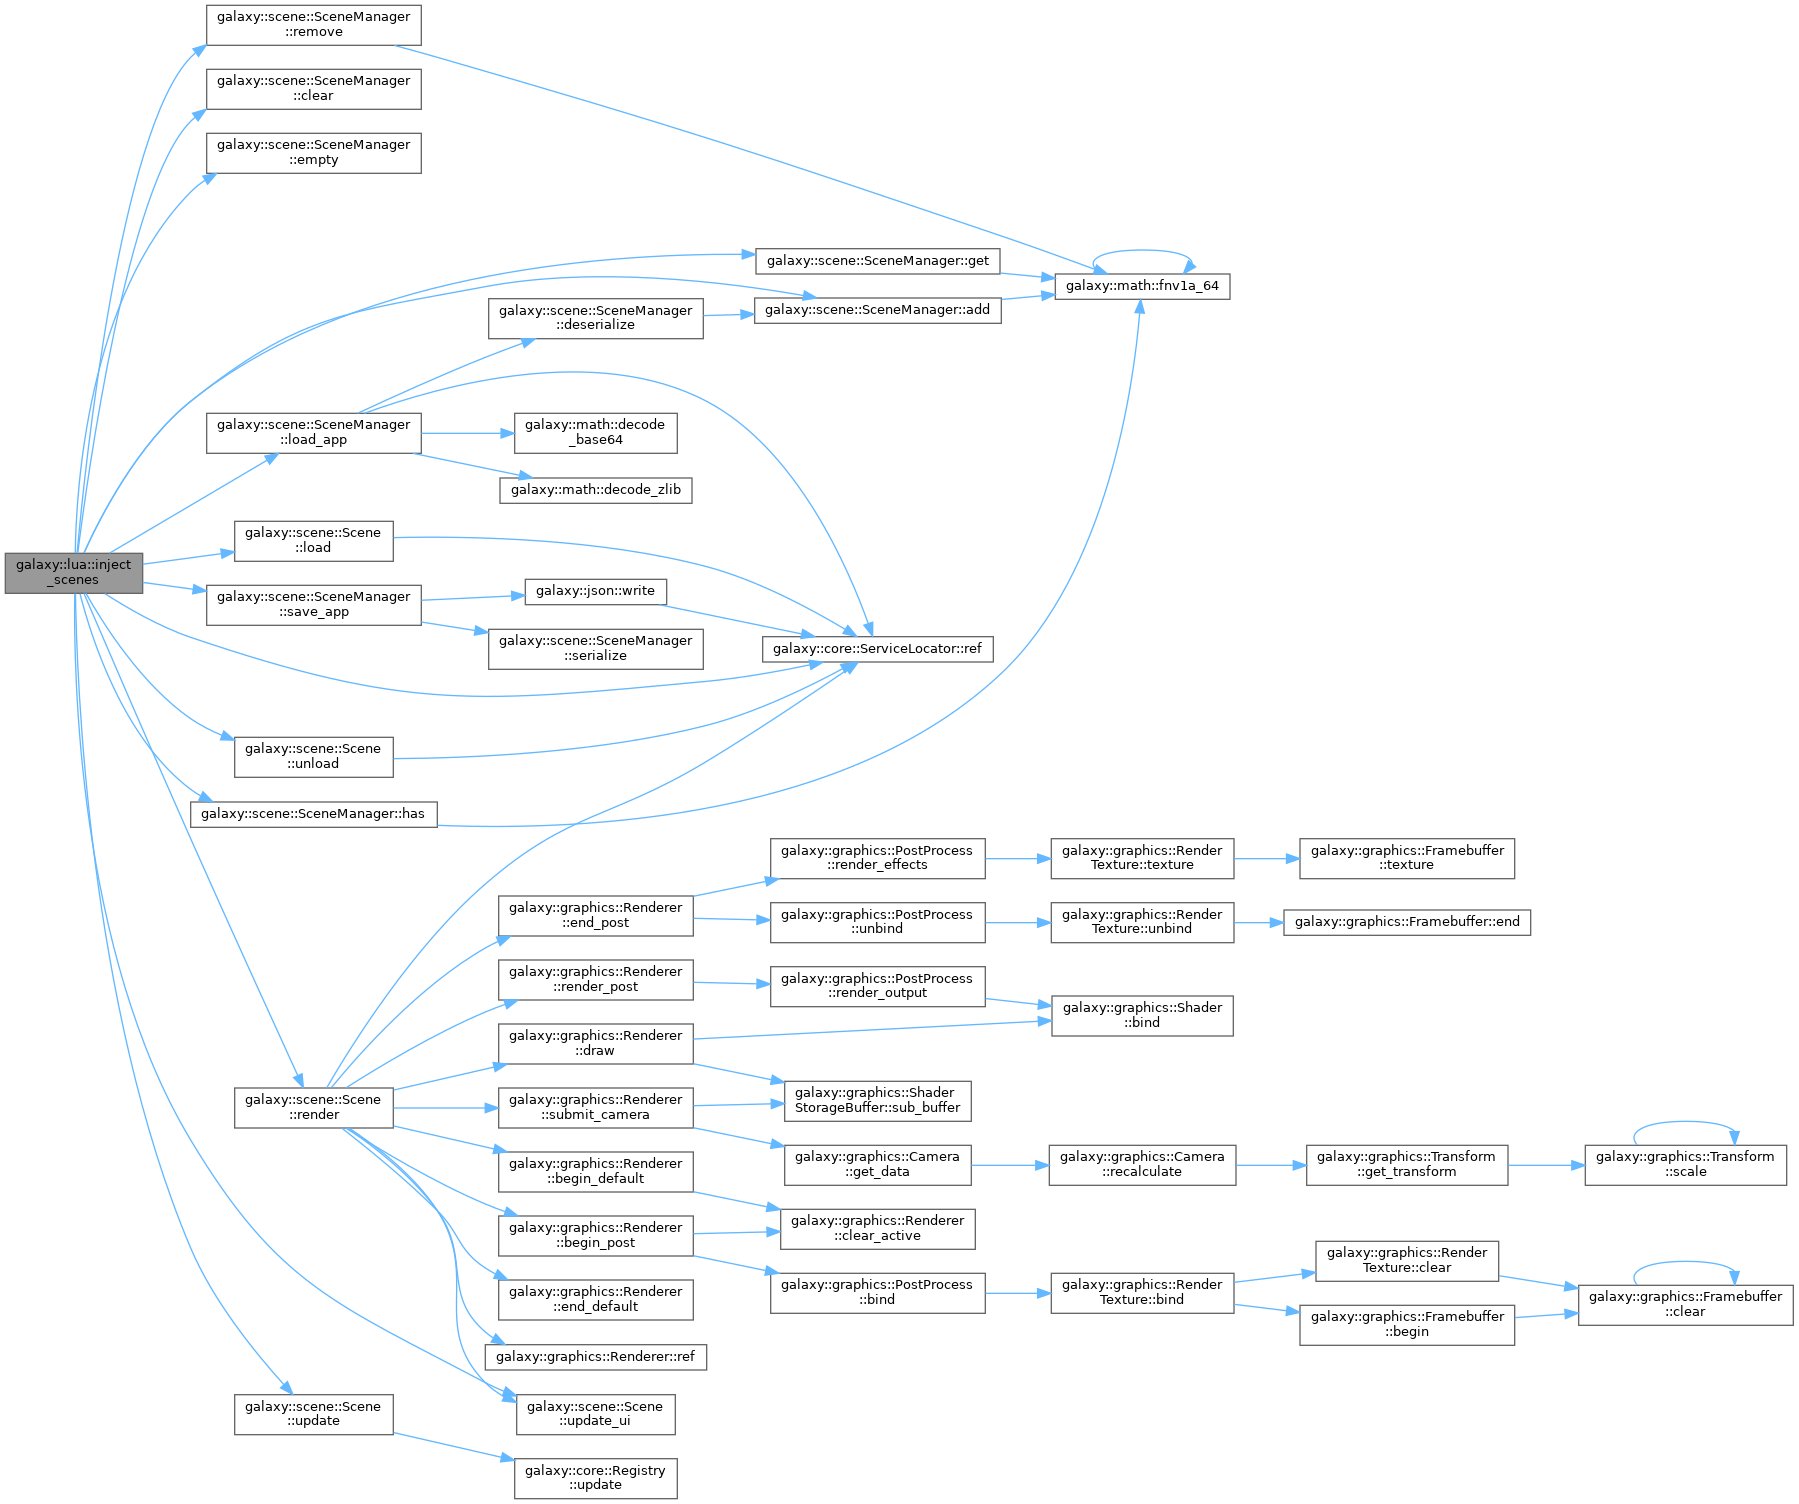 galaxy::scene::SceneManager
::remove
galaxy::scene::SceneManager
::clear
galaxy::scene::SceneManager
::empty
galaxy::scene::SceneManager::get
galaxy::math::fnv1a_64
galaxy::scene::SceneManager
::deserialize
galaxy::scene::SceneManager::add
galaxy::scene::SceneManager
::load_app
galaxy::math::decode
_base64
galaxy::math::decode_zlib
galaxy::scene::Scene
::load
galaxy::lua::inject
_scenes
galaxy::scene::SceneManager
::save_app
galaxy::json::write
galaxy::scene::SceneManager
::serialize
galaxy::core::ServiceLocator::ref
galaxy::scene::Scene
::unload
galaxy::scene::SceneManager::has
galaxy::graphics::PostProcess
::render_effects
galaxy::graphics::Render
Texture::texture
galaxy::graphics::Framebuffer
::texture
galaxy::graphics::Renderer
::end_post
galaxy::graphics::PostProcess
::unbind
galaxy::graphics::Render
Texture::unbind
galaxy::graphics::Framebuffer::end
galaxy::graphics::Renderer
::render_post
galaxy::graphics::PostProcess
::render_output
galaxy::graphics::Shader
::bind
galaxy::graphics::Renderer
::draw
galaxy::graphics::Shader
StorageBuffer::sub_buffer
galaxy::scene::Scene
::render
galaxy::graphics::Renderer
::submit_camera
galaxy::graphics::Camera
::get_data
galaxy::graphics::Camera
::recalculate
galaxy::graphics::Transform
::get_transform
galaxy::graphics::Transform
::scale
galaxy::graphics::Renderer
::begin_default
galaxy::graphics::Renderer
::clear_active
galaxy::graphics::Renderer
::begin_post
galaxy::graphics::PostProcess
::bind
galaxy::graphics::Render
Texture::bind
galaxy::graphics::Render
Texture::clear
galaxy::graphics::Framebuffer
::begin
galaxy::graphics::Framebuffer
::clear
galaxy::graphics::Renderer
::end_default
galaxy::graphics::Renderer::ref
galaxy::scene::Scene
::update
galaxy::scene::Scene
::update_ui
galaxy::core::Registry
::update